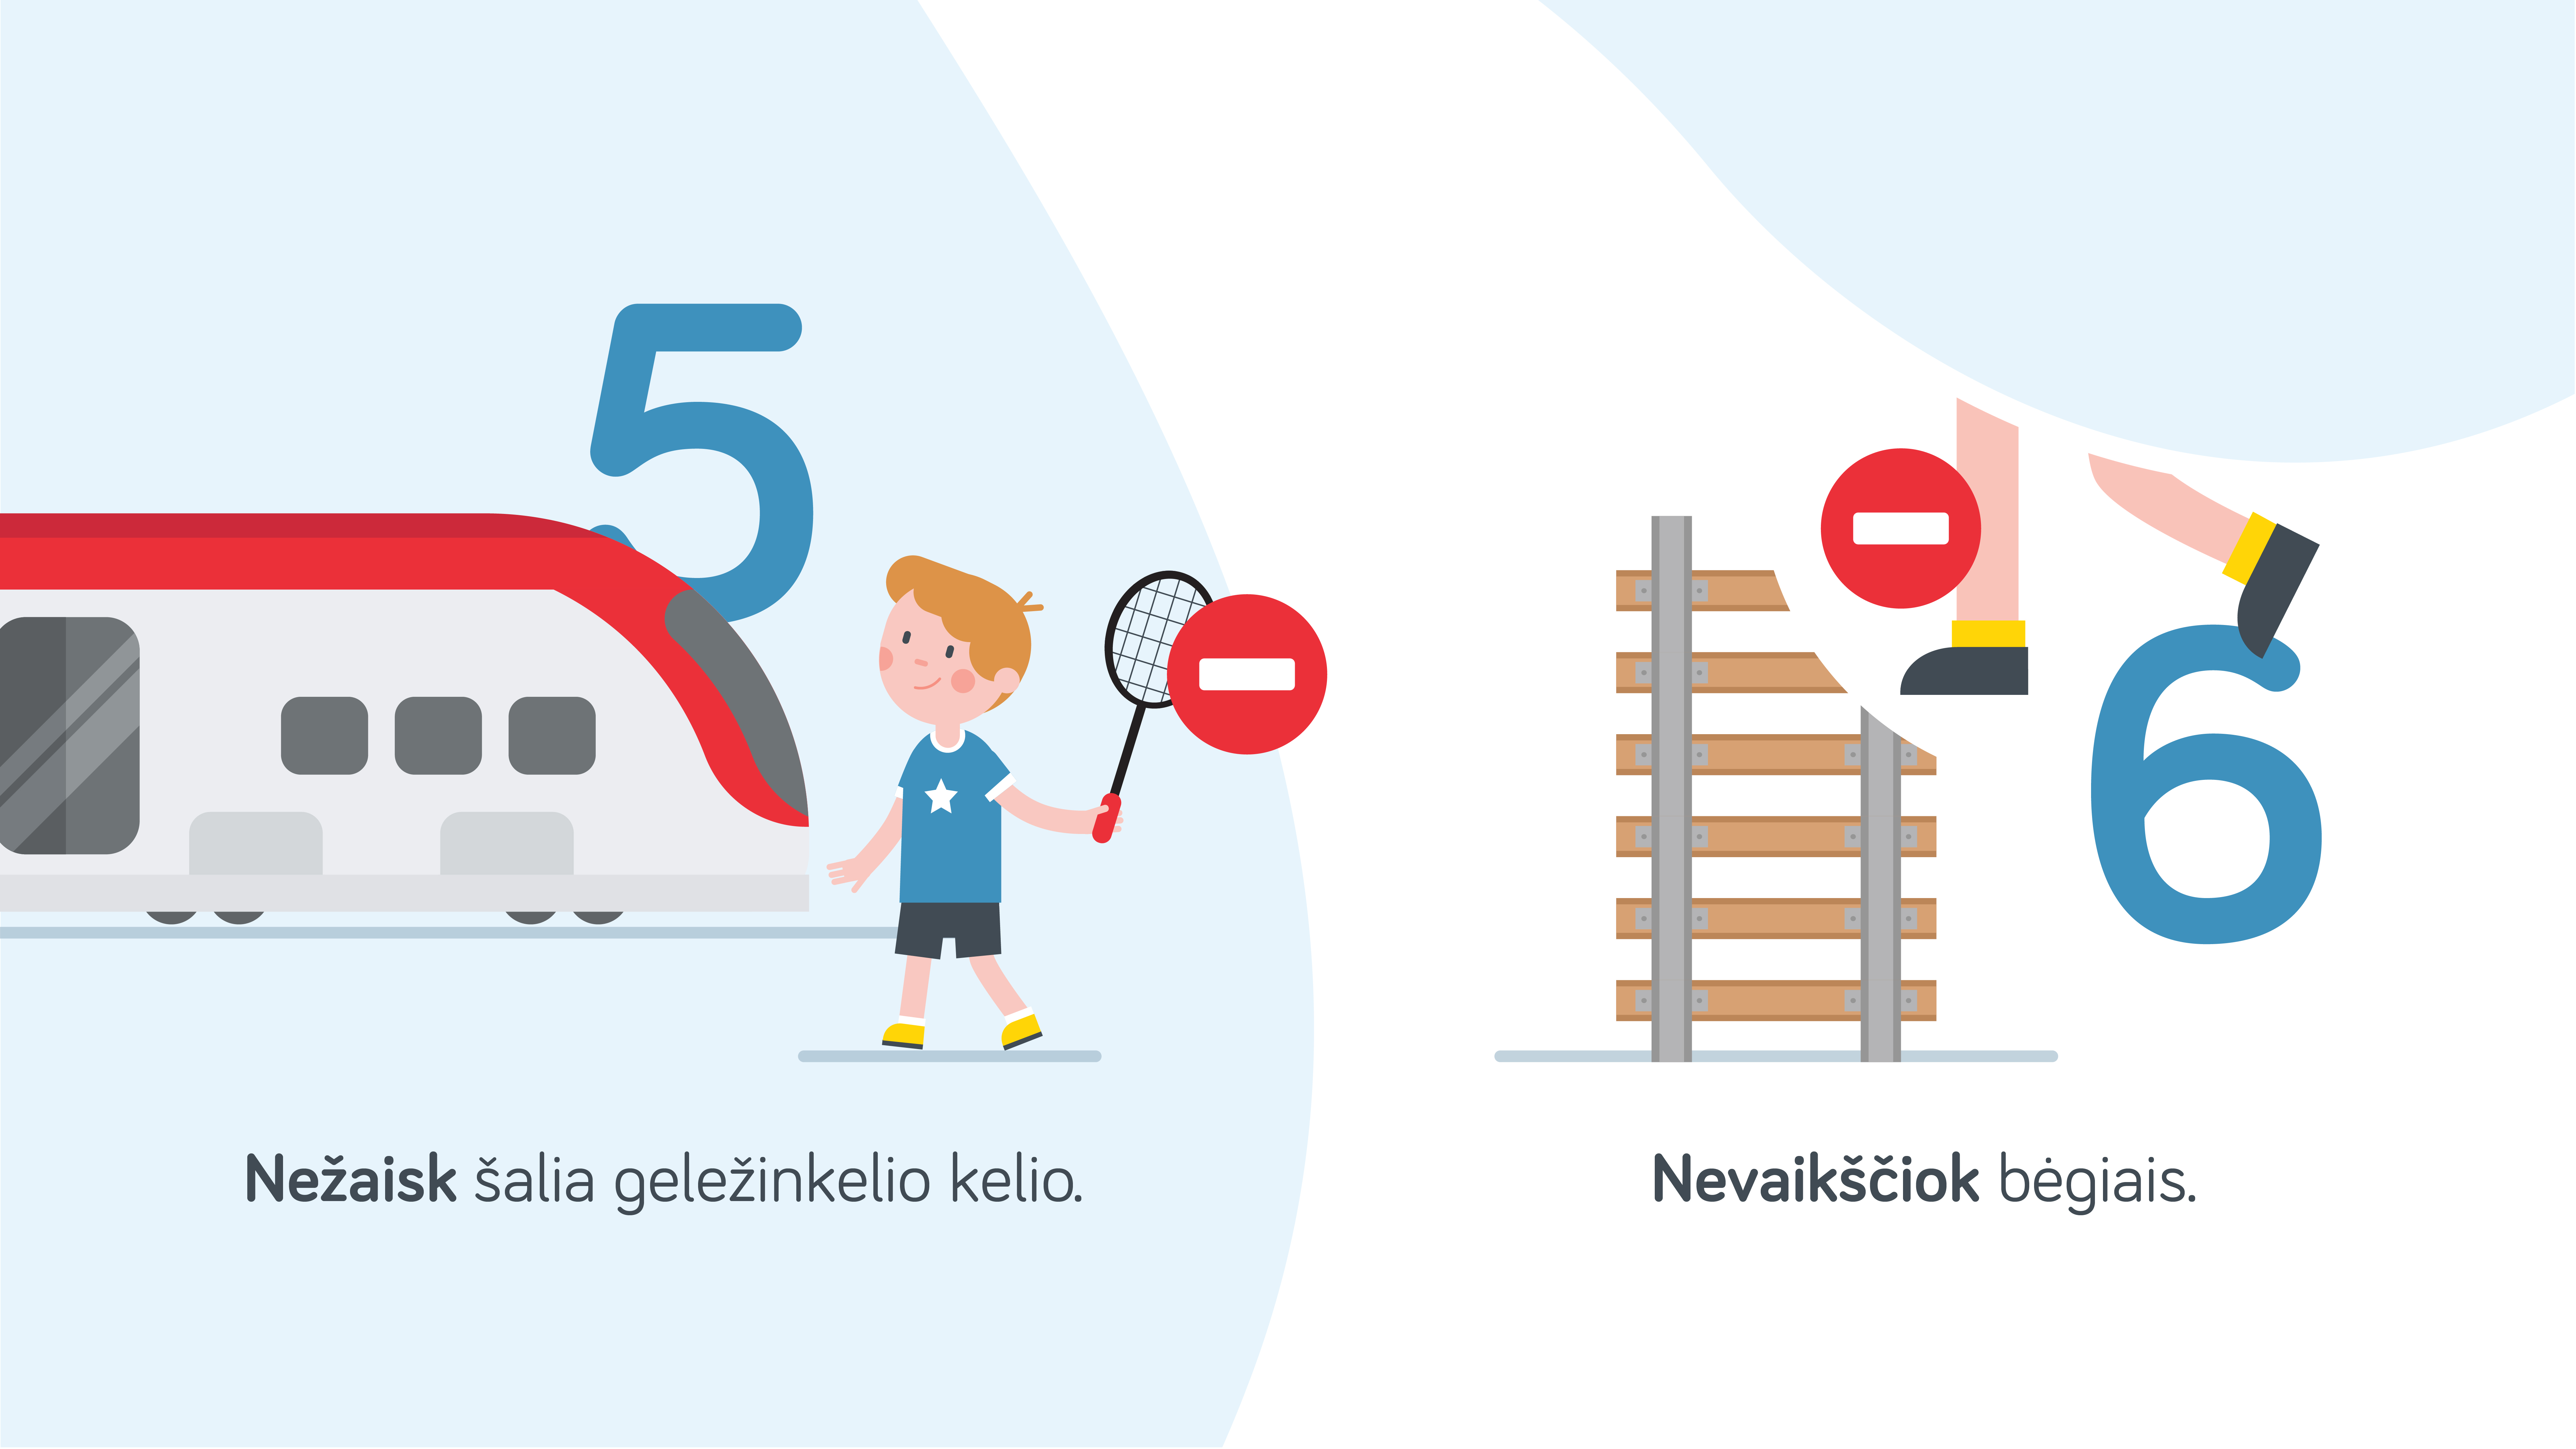 5
Nežaisk šalia geležinkelio kelio.
6
Nevaikščiok bėgiais.